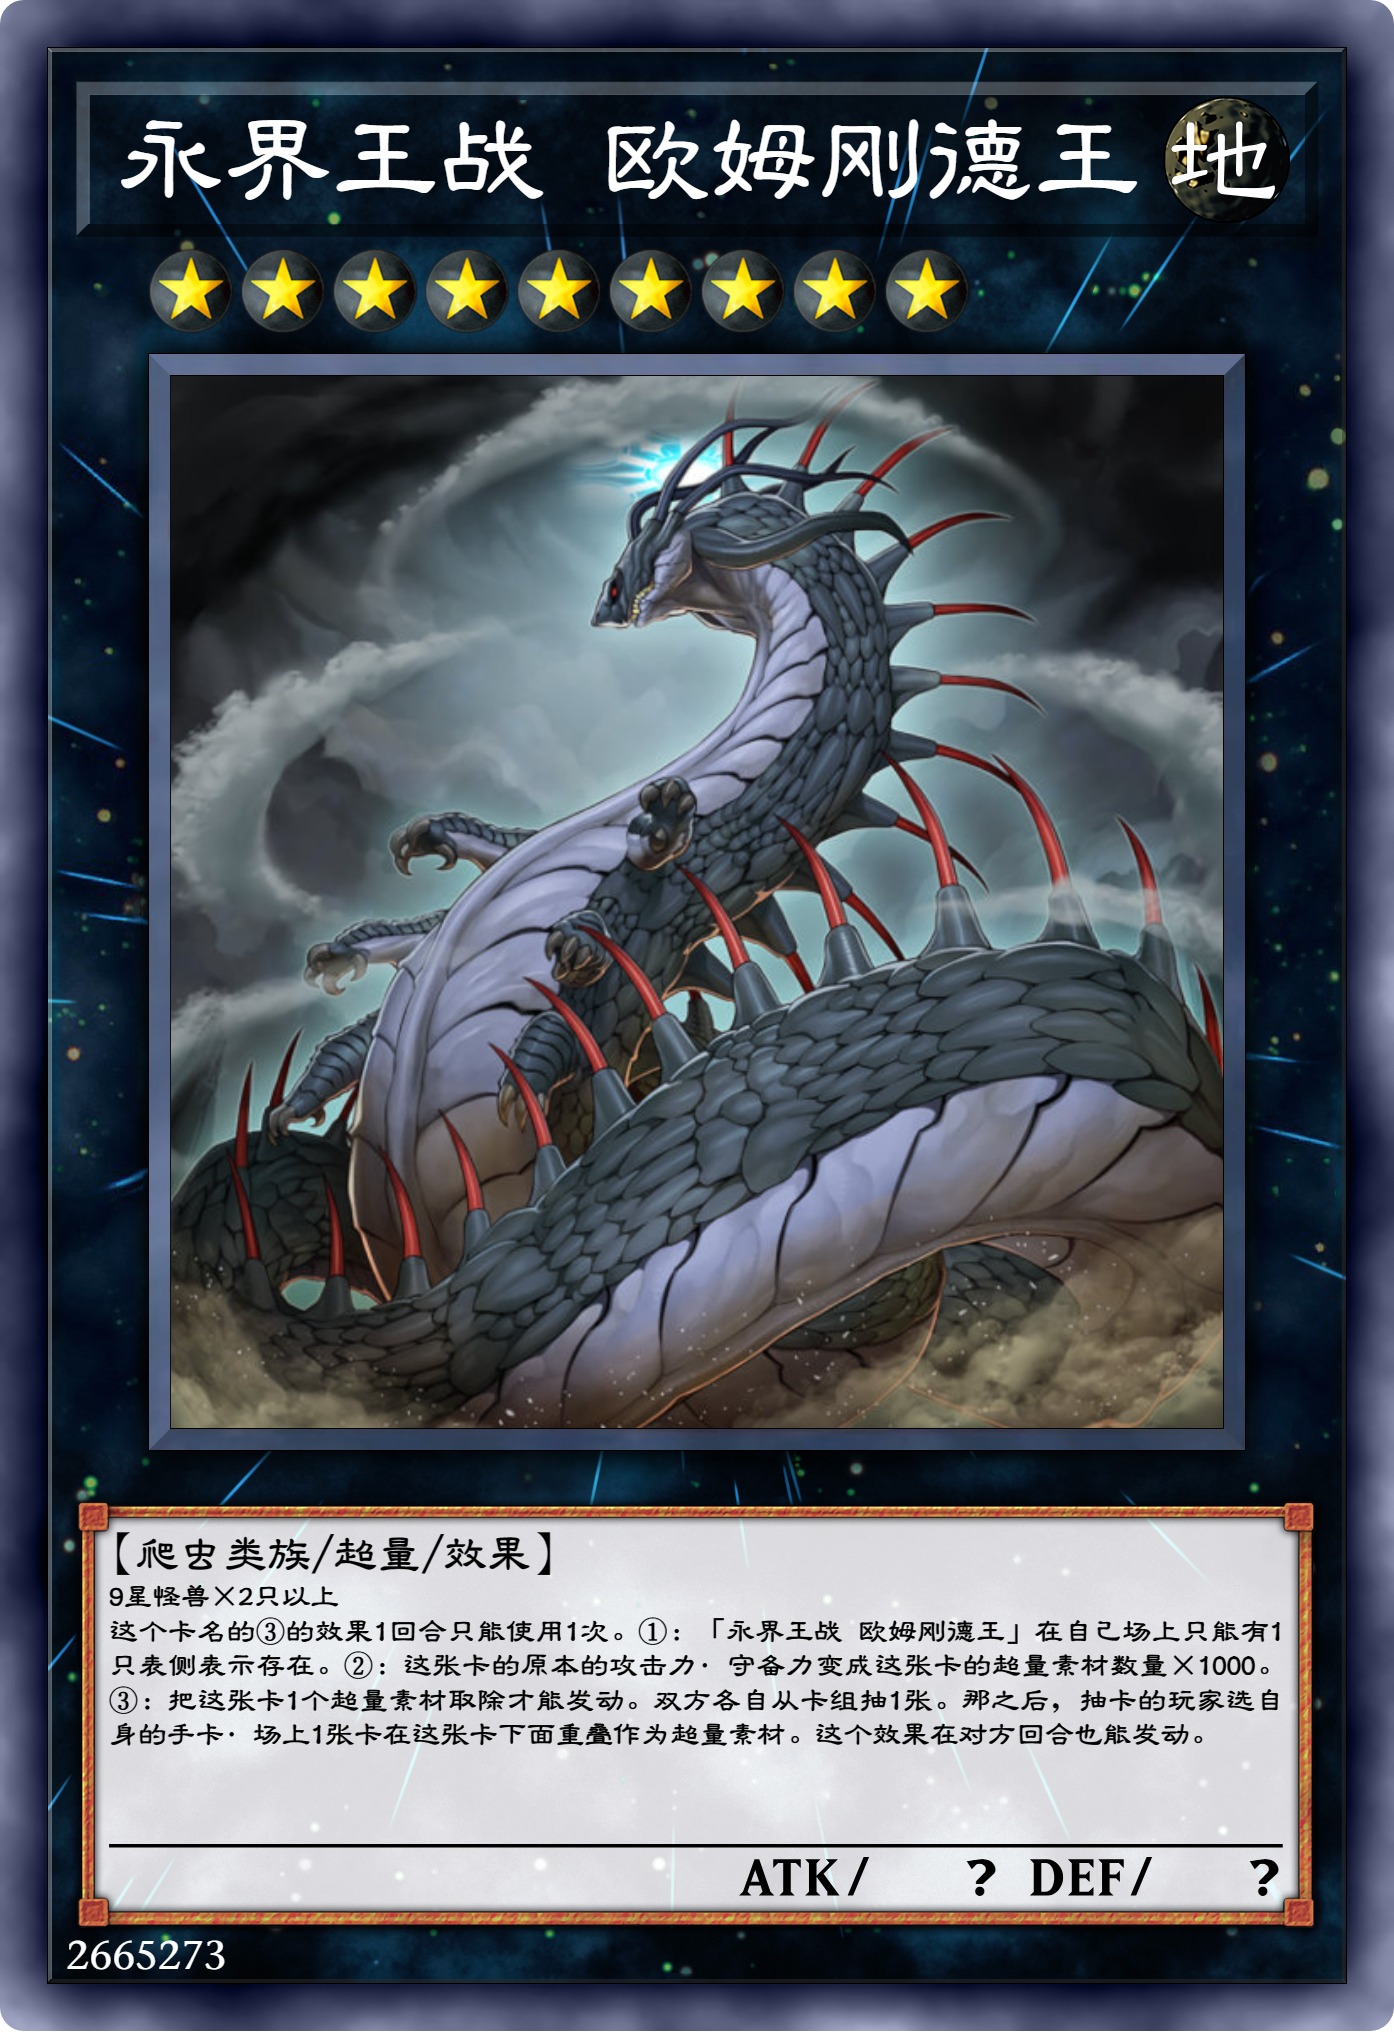 永界王战 欧姆刚德王 地
【爬虫类族/超量/效果】
9星怪兽×2只以上
这个卡名的③的效果1回合只能使用1次。①：「永界王战 欧姆刚德王」在自己场上只能有1
只表侧表示存在。②：这张卡的原本的攻击力·守备力变成这张卡的超量素材数量×1000。
③：把这张卡1个超量素材取除才能发动。双方各自从卡组抽1张。那之后，抽卡的玩家选自
身的手卡·场上1张卡在这张卡下面重叠作为超量素材。这个效果在对方回合也能发动。
ATK/ ? DEF/ ?
2665273